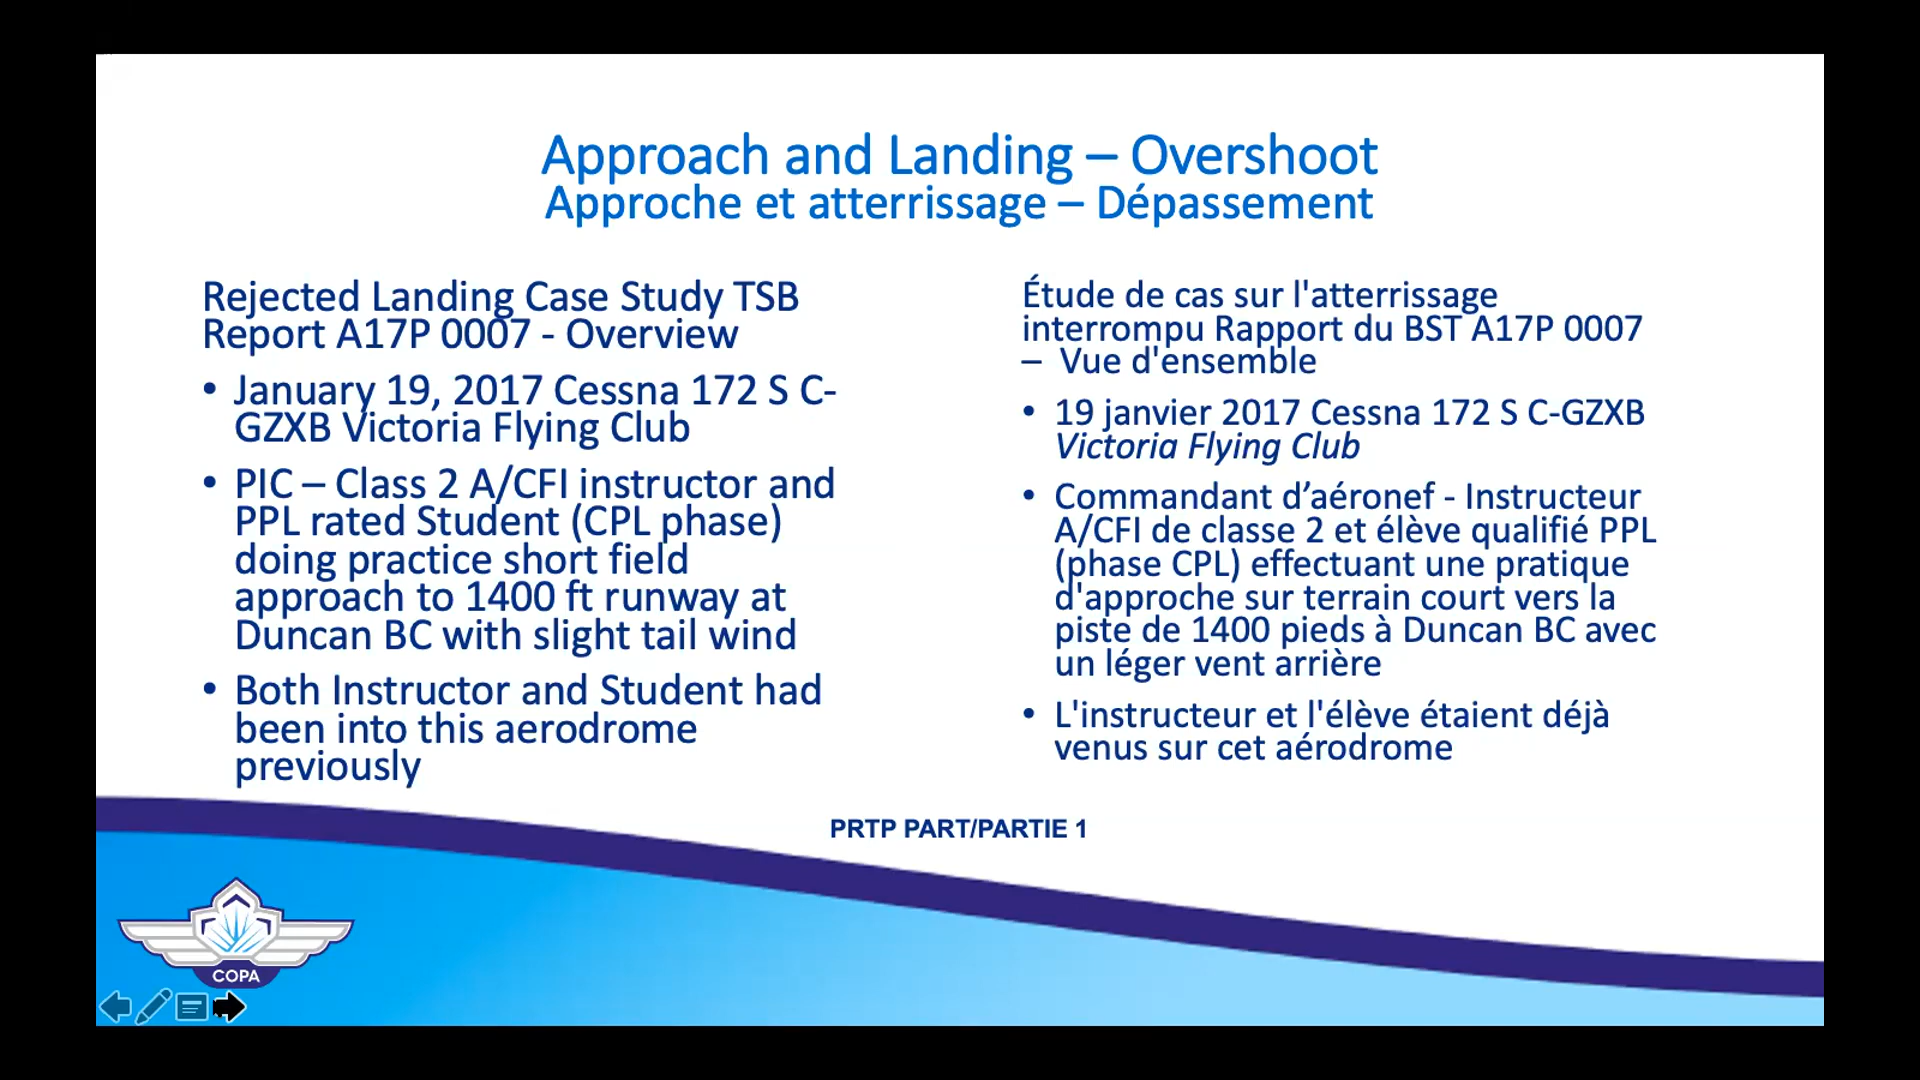 Approach and Landing – Overshoot
Approche et atterrissage – Dépassement
Rejected Landing Case Study TSB
Report A17P 0007 - Overview
• January 19, 2017 Cessna 172 S C-
GZXB Victoria Flying Club
• PIC – Class 2 A/CFI instructor and
PPL rated Student (CPL phase)
doing practice short field
approach to 1400 ft runway at
Duncan BC with slight tail wind
• Both Instructor and Student had
been into this aerodrome
previously
Étude de cas sur l'atterrissage
interrompu Rapport du BST A17P 0007
– Vue d'ensemble
• 19 janvier 2017 Cessna 172 S C-GZXB
Victoria Flying Club
• Commandant d’aéronef - Instructeur
A/CFI de classe 2 et élève qualifié PPL
(phase CPL) effectuant une pratique
d'approche sur terrain court vers la
piste de 1400 pieds à Duncan BC avec
un léger vent arrière
• L'instructeur et l'élève étaient déjà
venus sur cet aérodrome
PRTP PART/PARTIE 1
COPA